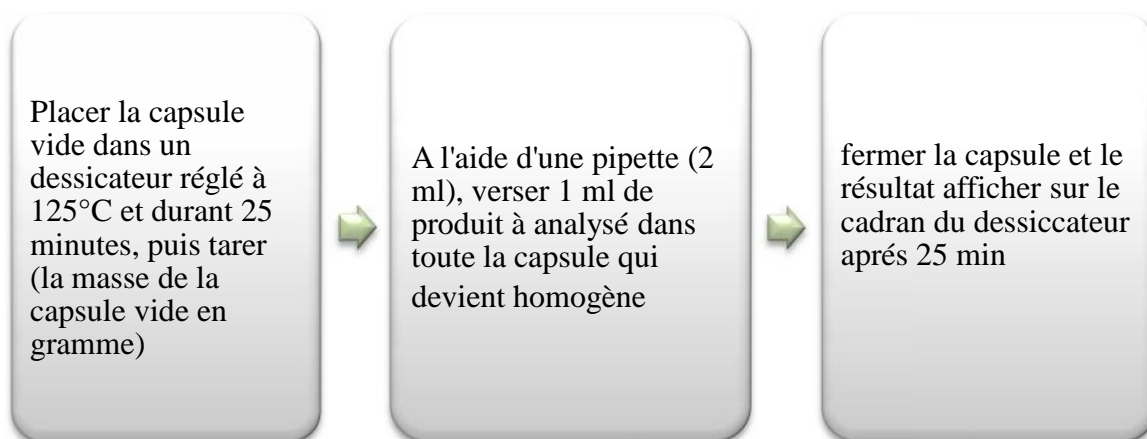 Placer la capsule
vide dans un
dessicateur réglé à
125°C et durant 25
minutes, puis tarer
(la masse de la
capsule vide en
gramme)
A l'aide d'une pipette (2
ml), verser 1 ml de
produit à analysé dans
toute la capsule qui
devient homogène
fermer la capsule et le
résultat afficher sur le
cadran du dessiccateur
aprés 25 min